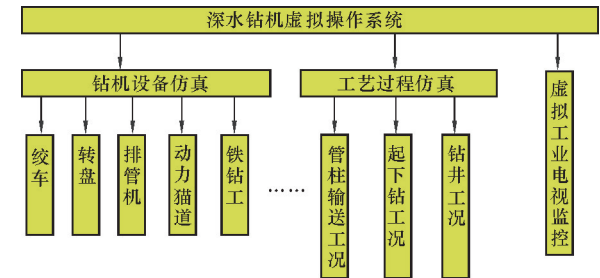 深水钻机虚拟操作系统
钻机设备仿真
工艺过程仿真
虚拟工业电视监控
绞车
转盘
排管机
动力猫道
铁钻工
……
管柱输送工况
起下钻工况
钻井工况